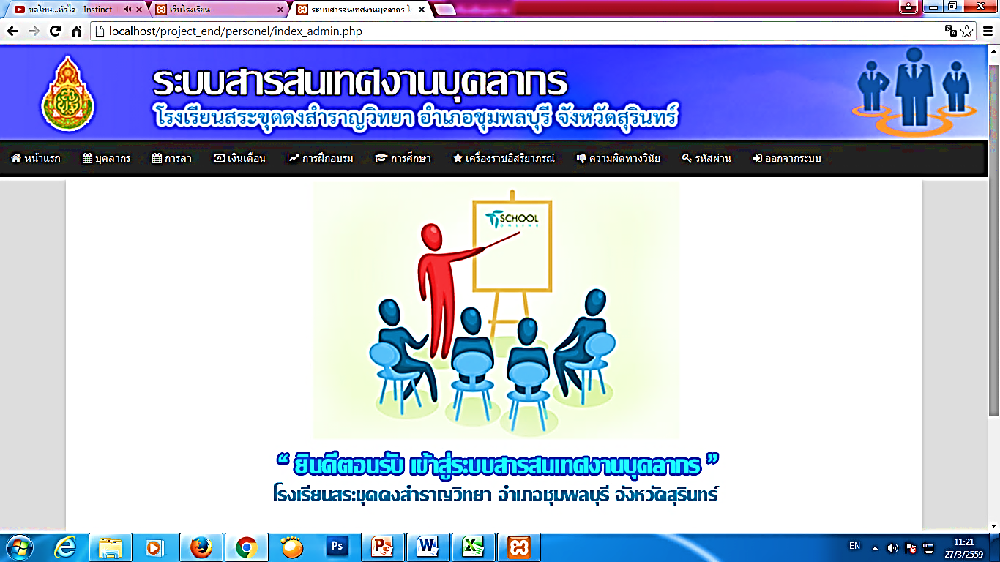 ขอโทษ...หัวใจ - Instinct
เว็บโรงเรียน
ระบบสารสนเทศงานบุคลากร โ
localhost/project_end/personel/index_admin.php
ระบบสารสนเทศงานบุคลากร
โรงเรียนสระขุดดงสำราญวิทยา อำเภอชุมพลบุรี จังหวัดสุรินทร์
หน้าแรก บุคลากร การลา เงินเดือน การฝึกอบรม การศึกษา เครื่องราชอิสริยาภรณ์ ความผิดทางวินัย รหัสผ่าน ออกจากระบบ
SCHOOL
ONLINE
“ ยินดีตอนรับ เข้าสู่ระบบสารสนเทศงานบุคลากร ”
โรงเรียนสระขุดดงสำราญวิทยา อำเภอชุมพลบุรี จังหวัดสุรินทร์
Ps
EN
11:21
27/3/2559